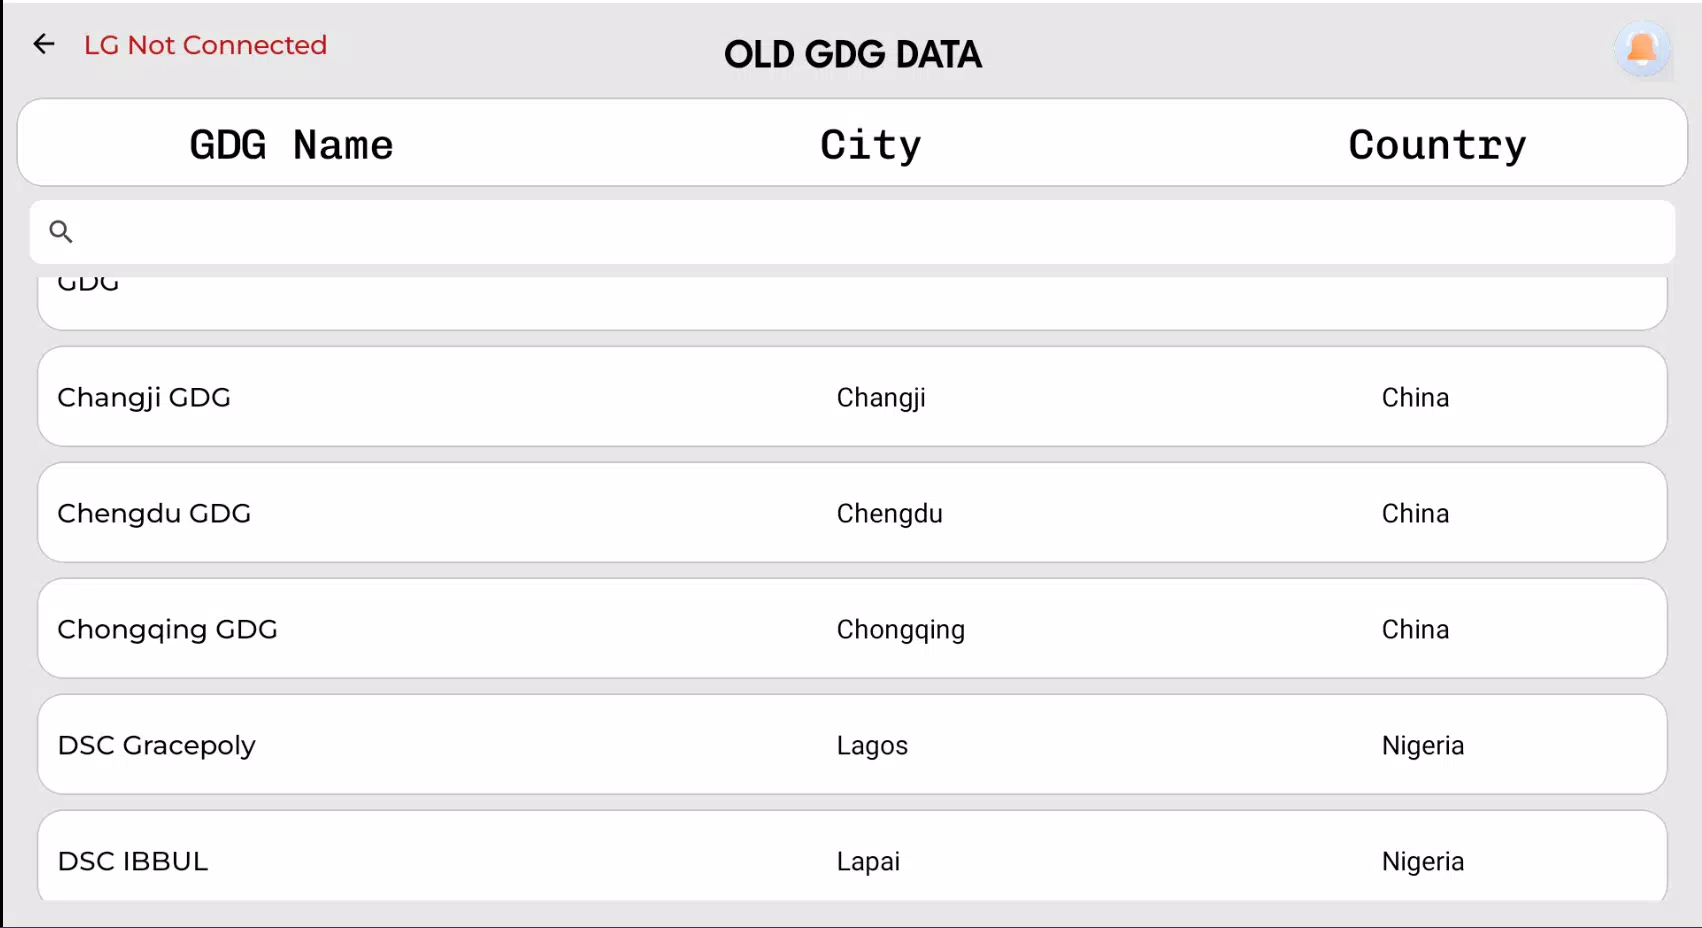 LG Not Connected
OLD GDG DATA
GDG Name City Country
GDG
Changji GDG Changji China
Chengdu GDG Chengdu China
Chongqing GDG Chongqing China
DSC Gracepoly Lagos Nigeria
DSC IBBUL Lapai Nigeria